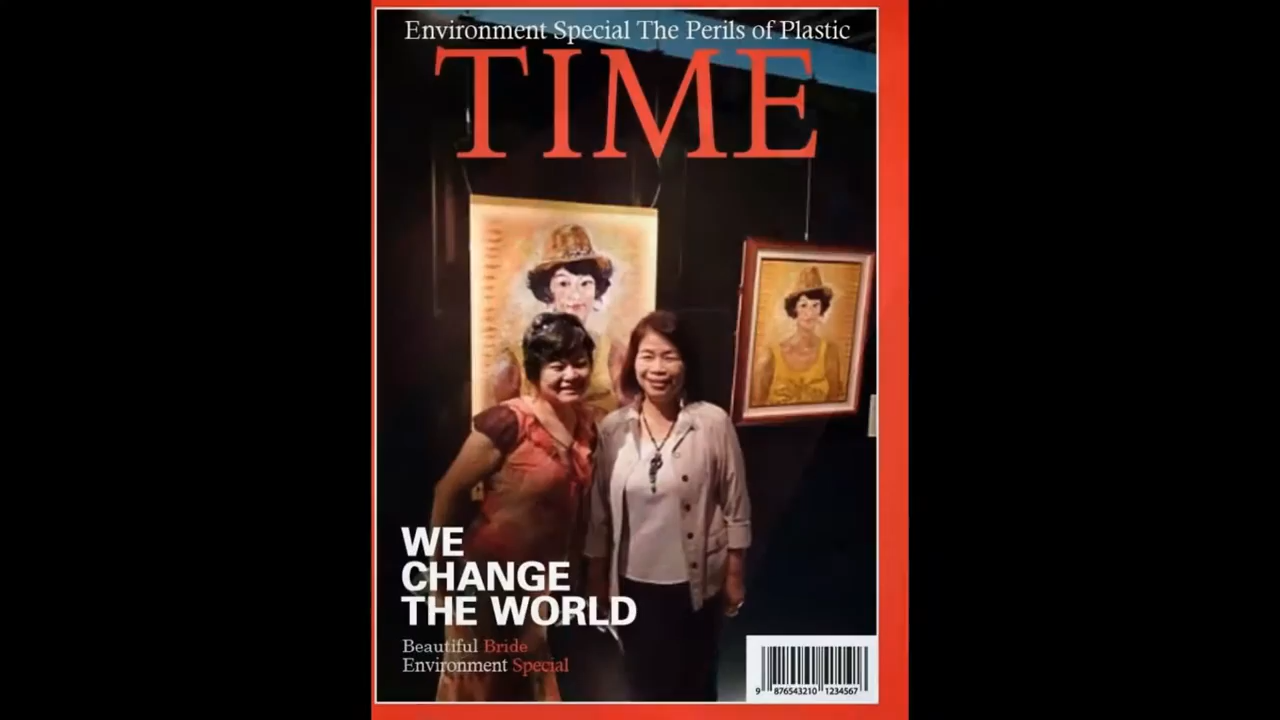 Environment Special The Perils of Plastic
TIME
WE
CHANGE
THE WORLD
Beautiful Bride
Environment Special
9 876543210 1234567